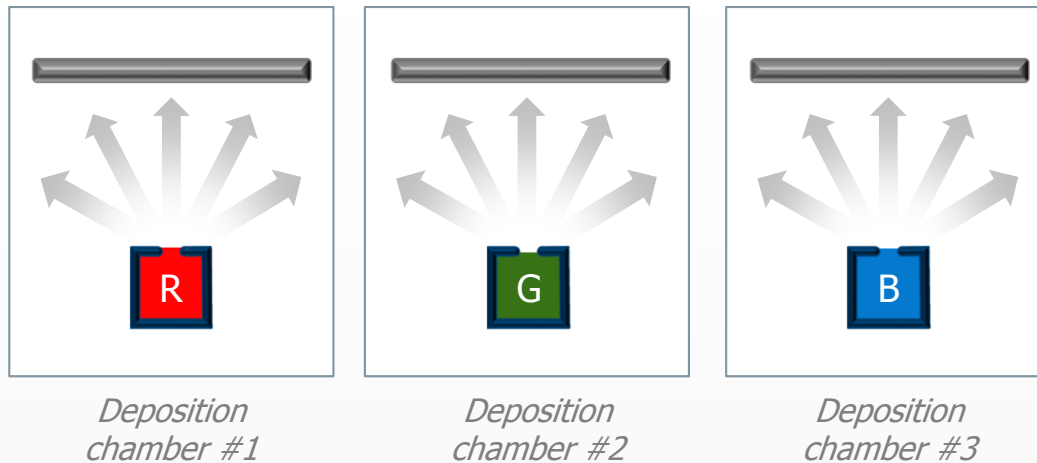 R
G
B
Deposition
chamber #1
Deposition
chamber #2
Deposition
chamber #3